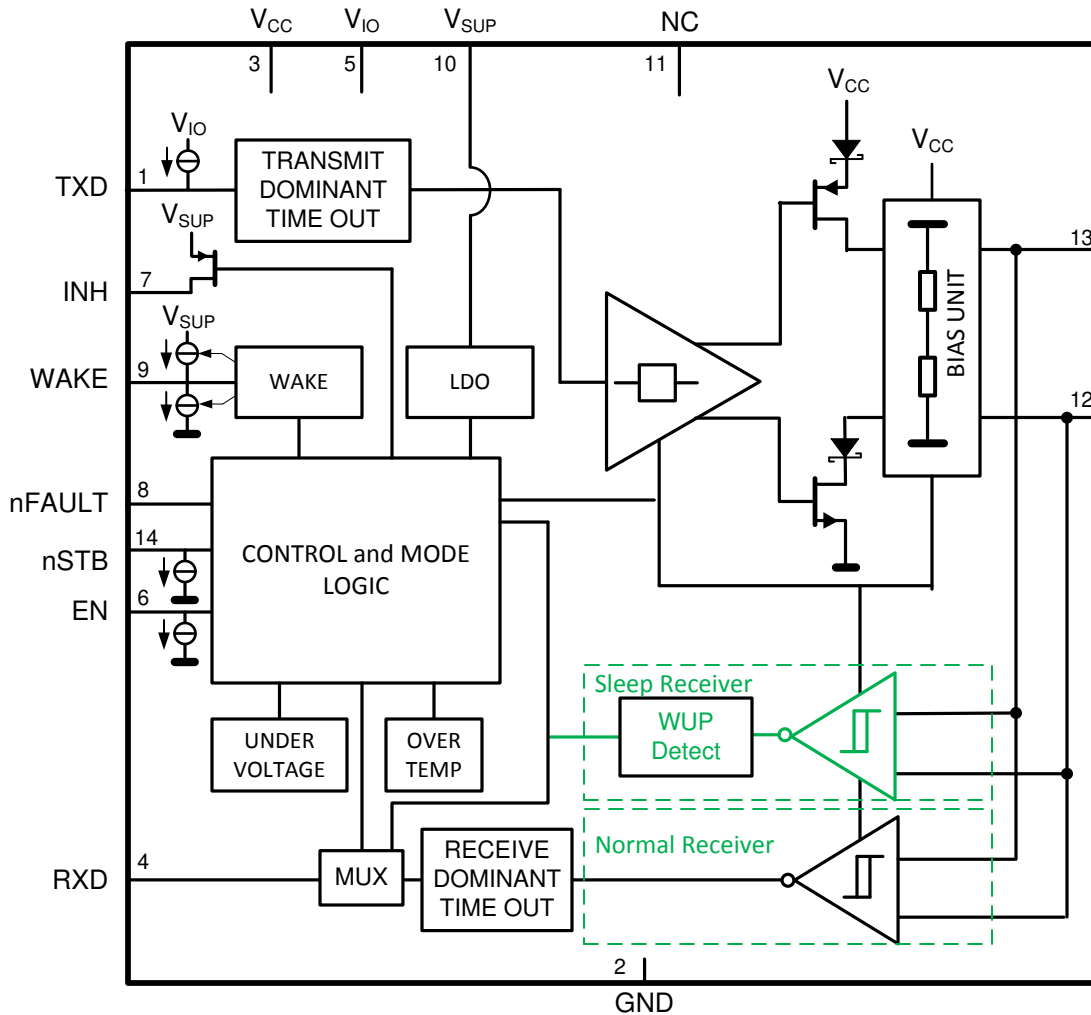 VCC
VIO
VSUP
NC
3
5
10
11
VCC
VIO
VCC
TXD
1
TRANSMIT
DOMINANT
TIME OUT
VSUP
13
INH
7
BIAS UNIT
VSUP
WAKE
9
WAKE
LDO
12
nFAULT
8
nSTB
14
CONTROL and MODE
LOGIC
EN
6
Sleep Receiver
WUP
Detect
UNDER
VOLTAGE
OVER
TEMP
Normal Receiver
RXD
4
MUX
RECEIVE
DOMINANT
TIME OUT
2
GND